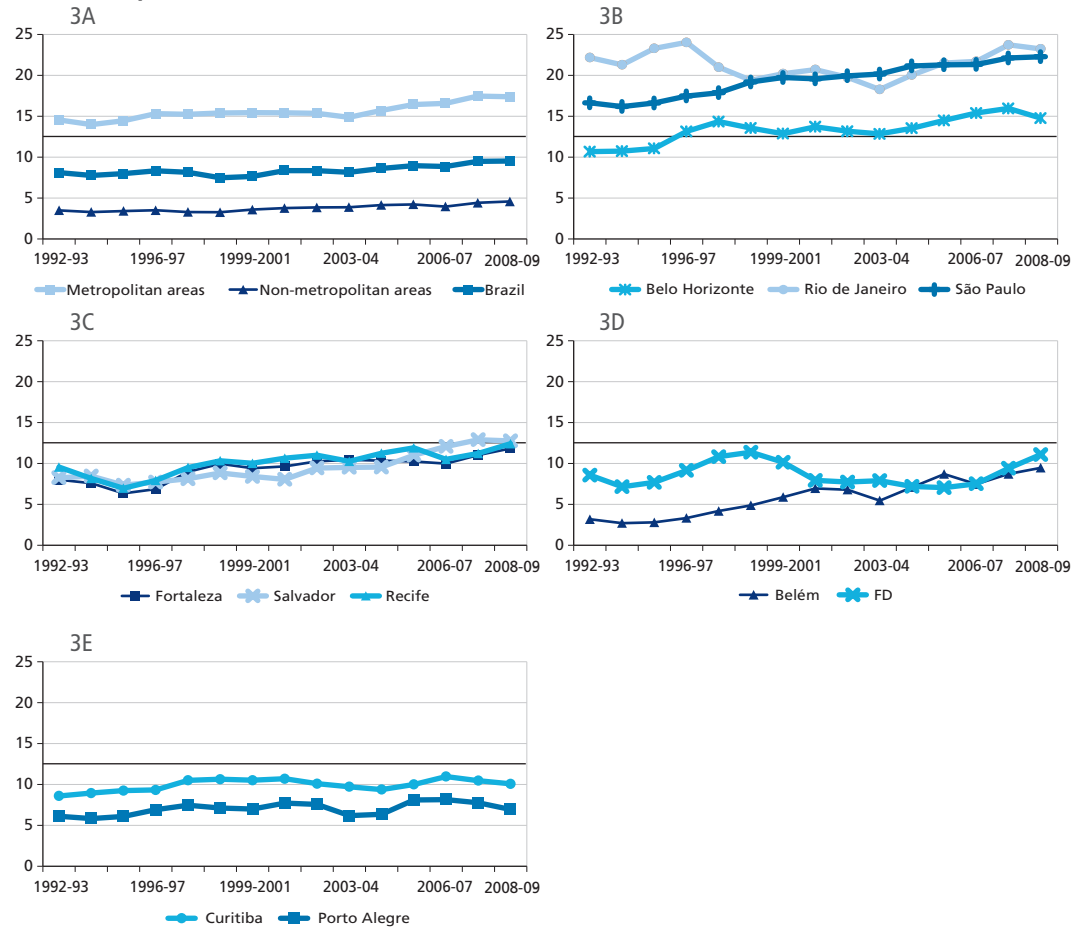 3A
25
20
15
10
5
0
1992-93 1996-97 1999-2001 2003-04 2006-07 2008-09
Metropolitan areas Non-metropolitan areas Brazil
3B
25
20
15
10
5
0
1992-93 1996-97 1999-2001 2003-04 2006-07 2008-09
Belo Horizonte Rio de Janeiro São Paulo
3C
25
20
15
10
5
0
1992-93 1996-97 1999-2001 2003-04 2006-07 2008-09
Fortaleza Salvador Recife
3D
25
20
15
10
5
0
1992-93 1996-97 1999-2001 2003-04 2006-07 2008-09
Belém FD
3E
25
20
15
10
5
0
1992-93 1996-97 1999-2001 2003-04 2006-07 2008-09
Curitiba Porto Alegre